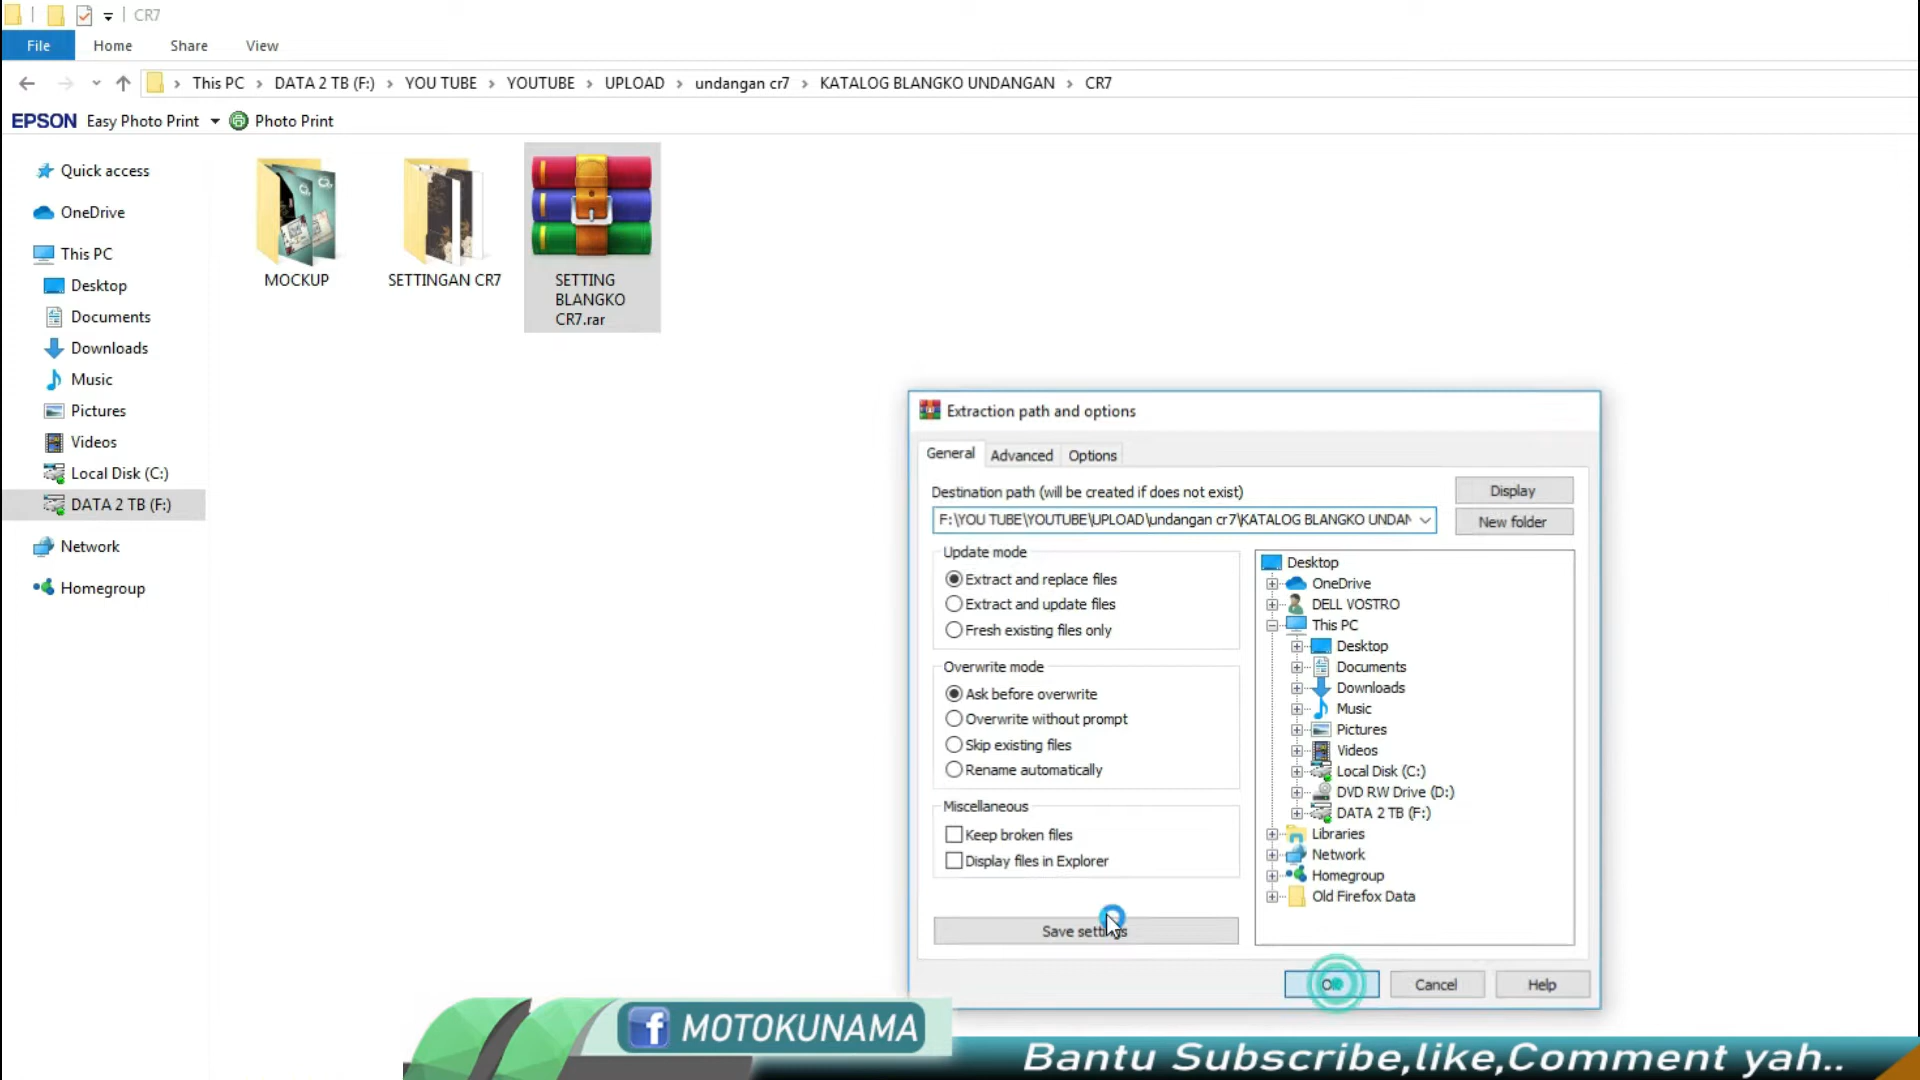 CR7
File Home Share View
This PC DATA 2 TB (F:) YOU TUBE YOUTUBE UPLOAD undangan cr7 KATALOG BLANGKO UNDANGAN CR7
EPSON Easy Photo Print Photo Print
Quick access
OneDrive
This PC
Desktop
Documents
Downloads
Music
Pictures
Videos
Local Disk (C:)
DATA 2 TB (F:)
Network
Homegroup
MOCKUP
SETTINGAN CR7
SETTING
BLANGKO
CR7.rar
Extraction path and options
General Advanced Options
Destination path (will be created if does not exist)
F:\YOU TUBE\YOUTUBE\UPLOAD\undangan cr7\KATALOG BLANGKO UNDAN
Display
New folder
Update mode
Extract and replace files
Extract and update files
Fresh existing files only
Overwrite mode
Ask before overwrite
Overwrite without prompt
Skip existing files
Rename automatically
Miscellaneous
Keep broken files
Display files in Explorer
Save settings
Desktop
OneDrive
DELL VOSTRO
This PC
Desktop
Documents
Downloads
Music
Pictures
Videos
Local Disk (C:)
DVD RW Drive (D:)
DATA 2 TB (F:)
Libraries
Network
Homegroup
Old Firefox Data
OK Cancel Help
f MOTOKUNAMA
Bantu Subscribe,like,Comment yah..